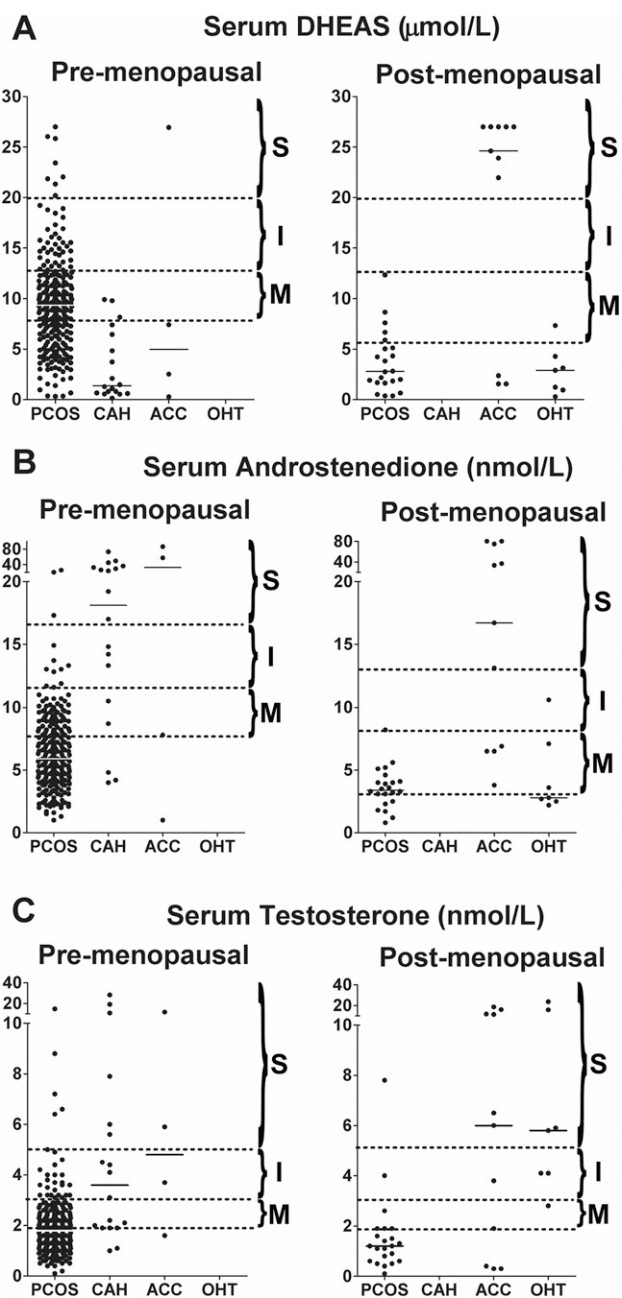 A Serum DHEAS (μmol/L)
Pre-menopausal Post-menopausal
30 30
25 S 25 S
20 20
15 I 15 I
10 M 10 M
5 5
0 0
PCOS CAH ACC OHT PCOS CAH ACC OHT
B Serum Androstenedione (nmol/L)
Pre-menopausal Post-menopausal
80 80
40 40
20 S 20 S
15 I 15 I
10 M 10 M
5 5
0 0
PCOS CAH ACC OHT PCOS CAH ACC OHT
C Serum Testosterone (nmol/L)
Pre-menopausal Post-menopausal
40 40
20 20
10 10
8 S 8 S
6 6
4 I 4 I
2 M 2 M
0 0
PCOS CAH ACC OHT PCOS CAH ACC OHT